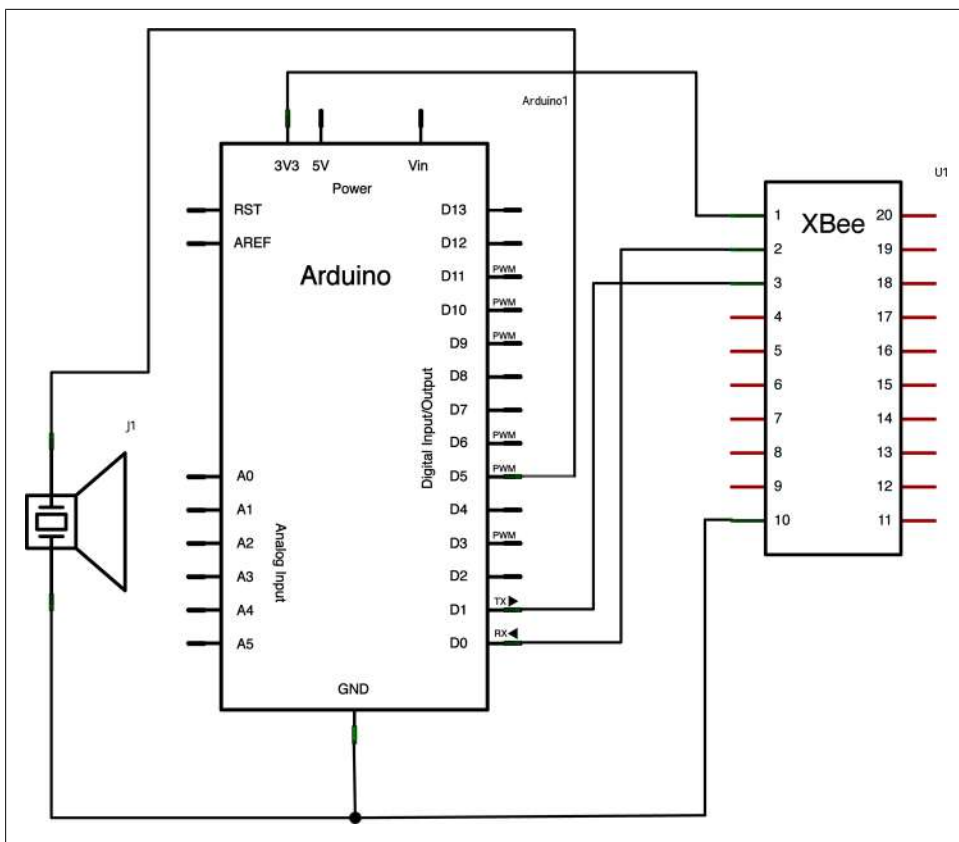 Arduino1
3V3 5V Vin
Power
RST
AREF
Arduino
A0
A1
A2
A3
A4
A5
Analog Input
D13
D12
D11 PWM
D10 PWM
D9 PWM
D8
D7
D6 PWM
D5 PWM
D4
D3 PWM
D2
D1 TX
D0 RX
Digital Input/Output
GND
J1
U1
XBee
1 20
2 19
3 18
4 17
5 16
6 15
7 14
8 13
9 12
10 11